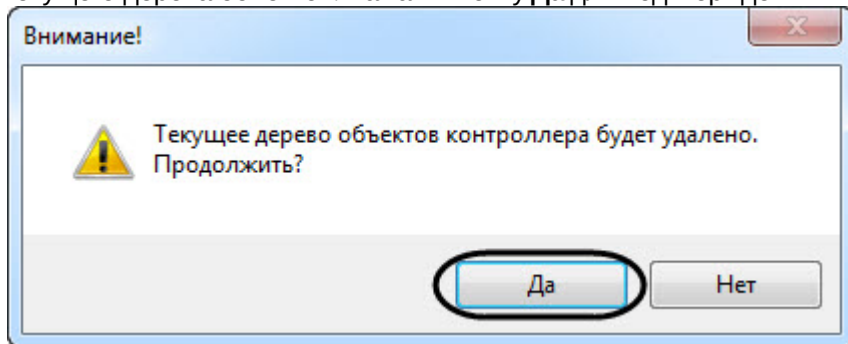 Внимание!
Текущее дерево объектов контроллера будет удалено.
Продолжить?
Да
Нет